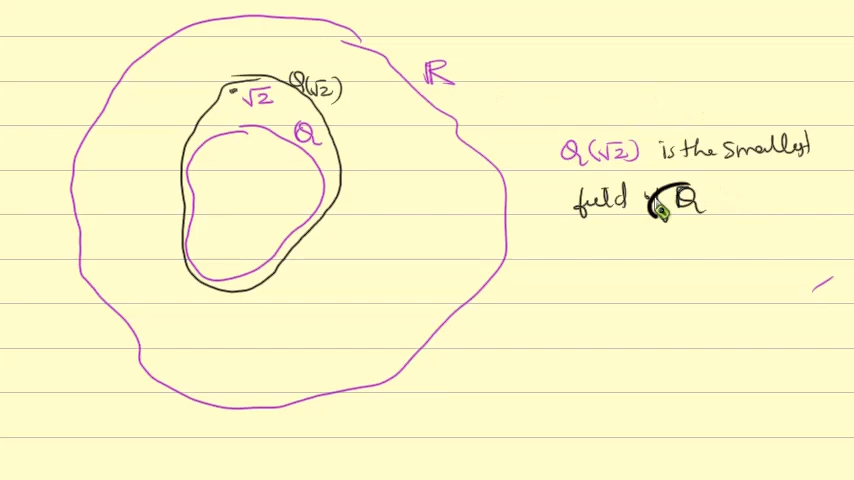 ℝ
ℚ(√2)
√2
ℚ
ℚ(√2) is the smallest
field ℚ